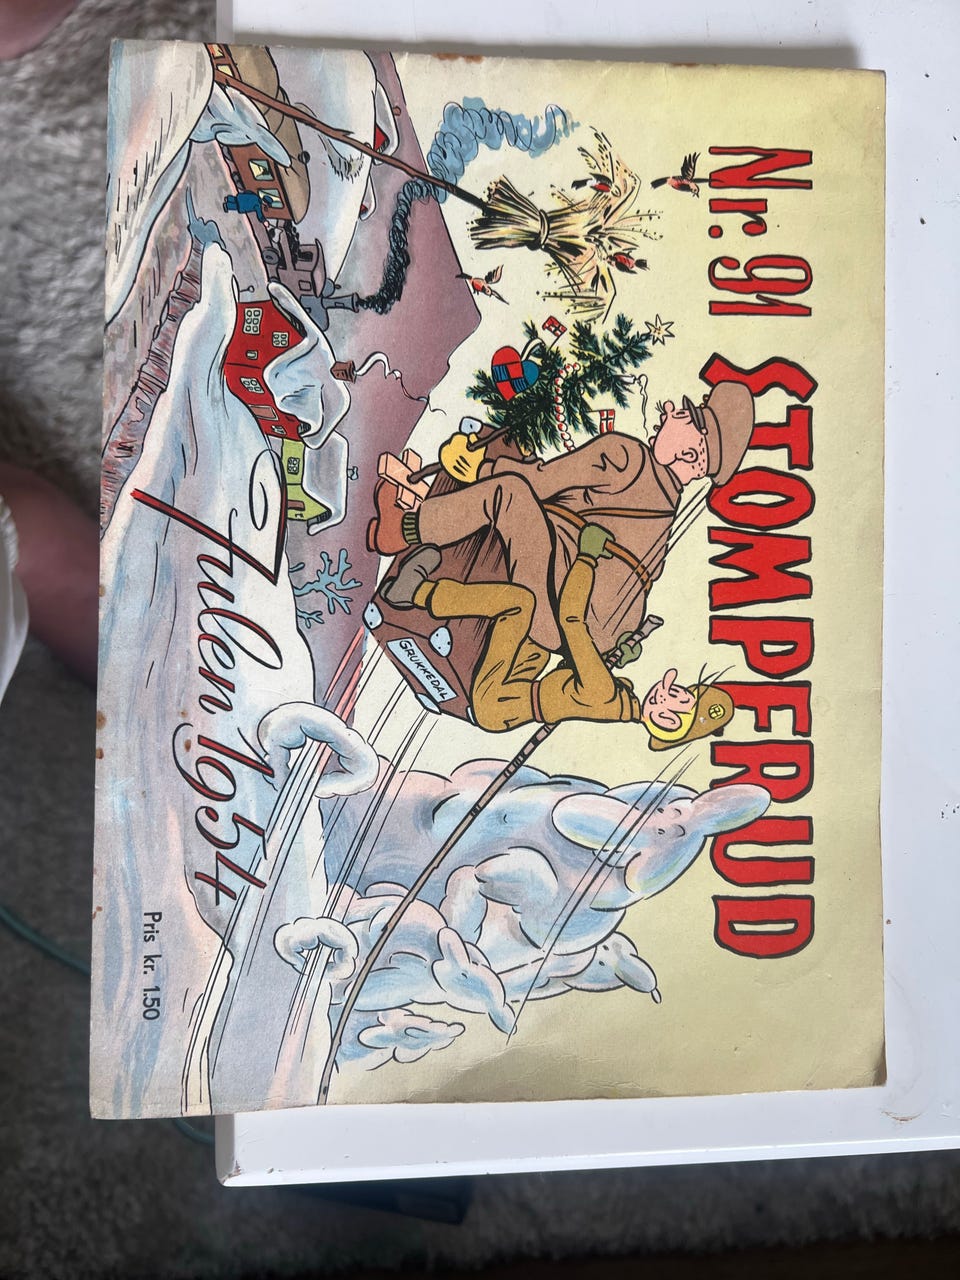 Nr. 91 STOMPERUD
GRUKKEDAL
Julen 1954
Pris kr. 1.50